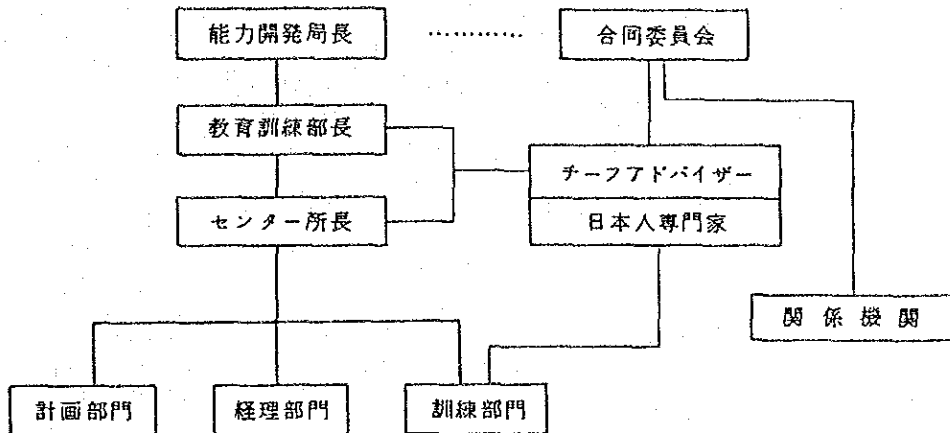 能力開発局長 ………… 合同委員会
教育訓練部長
チーフアドバイザー
センター所長
日本人専門家
関係機関
計画部門 経理部門 訓練部門